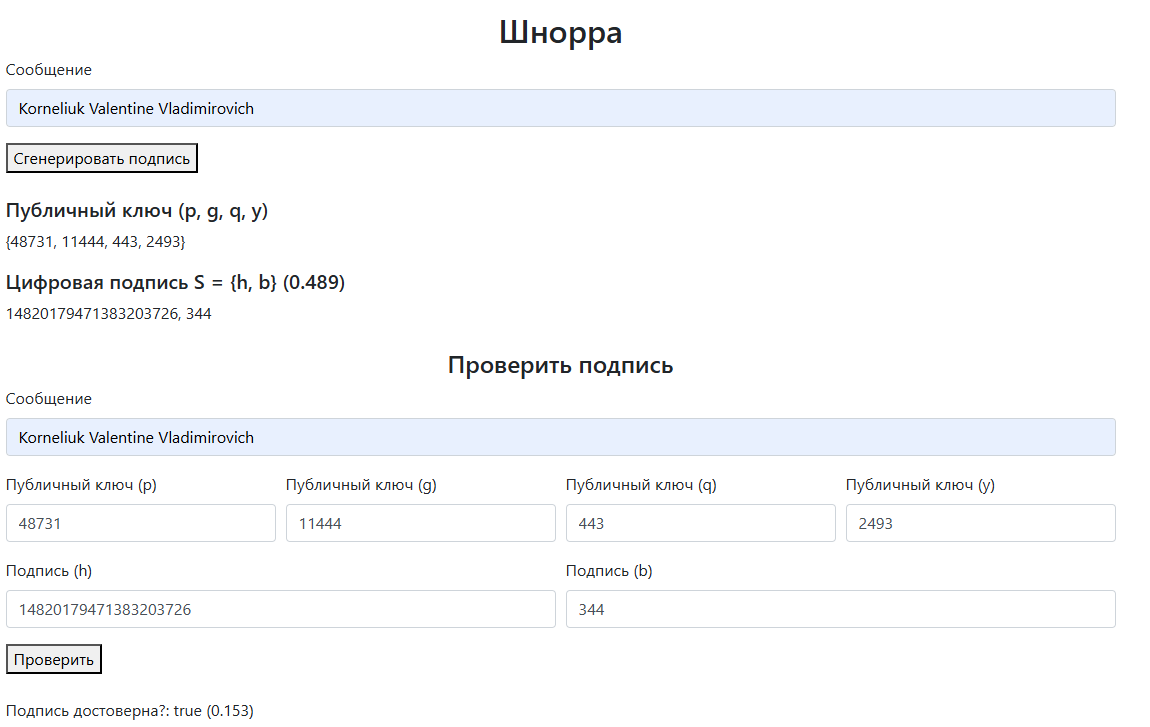 Шнорра
Сообщение
Korneliuk Valentine Vladimirovich
Сгенерировать подпись
Публичный ключ (p, g, q, y)
{48731, 11444, 443, 2493}
Цифровая подпись S = {h, b} (0.489)
14820179471383203726, 344
Проверить подпись
Сообщение
Korneliuk Valentine Vladimirovich
Публичный ключ (p) Публичный ключ (g) Публичный ключ (q) Публичный ключ (y)
48731 11444 443 2493
Подпись (h) Подпись (b)
14820179471383203726 344
Проверить
Подпись достоверна?: true (0.153)